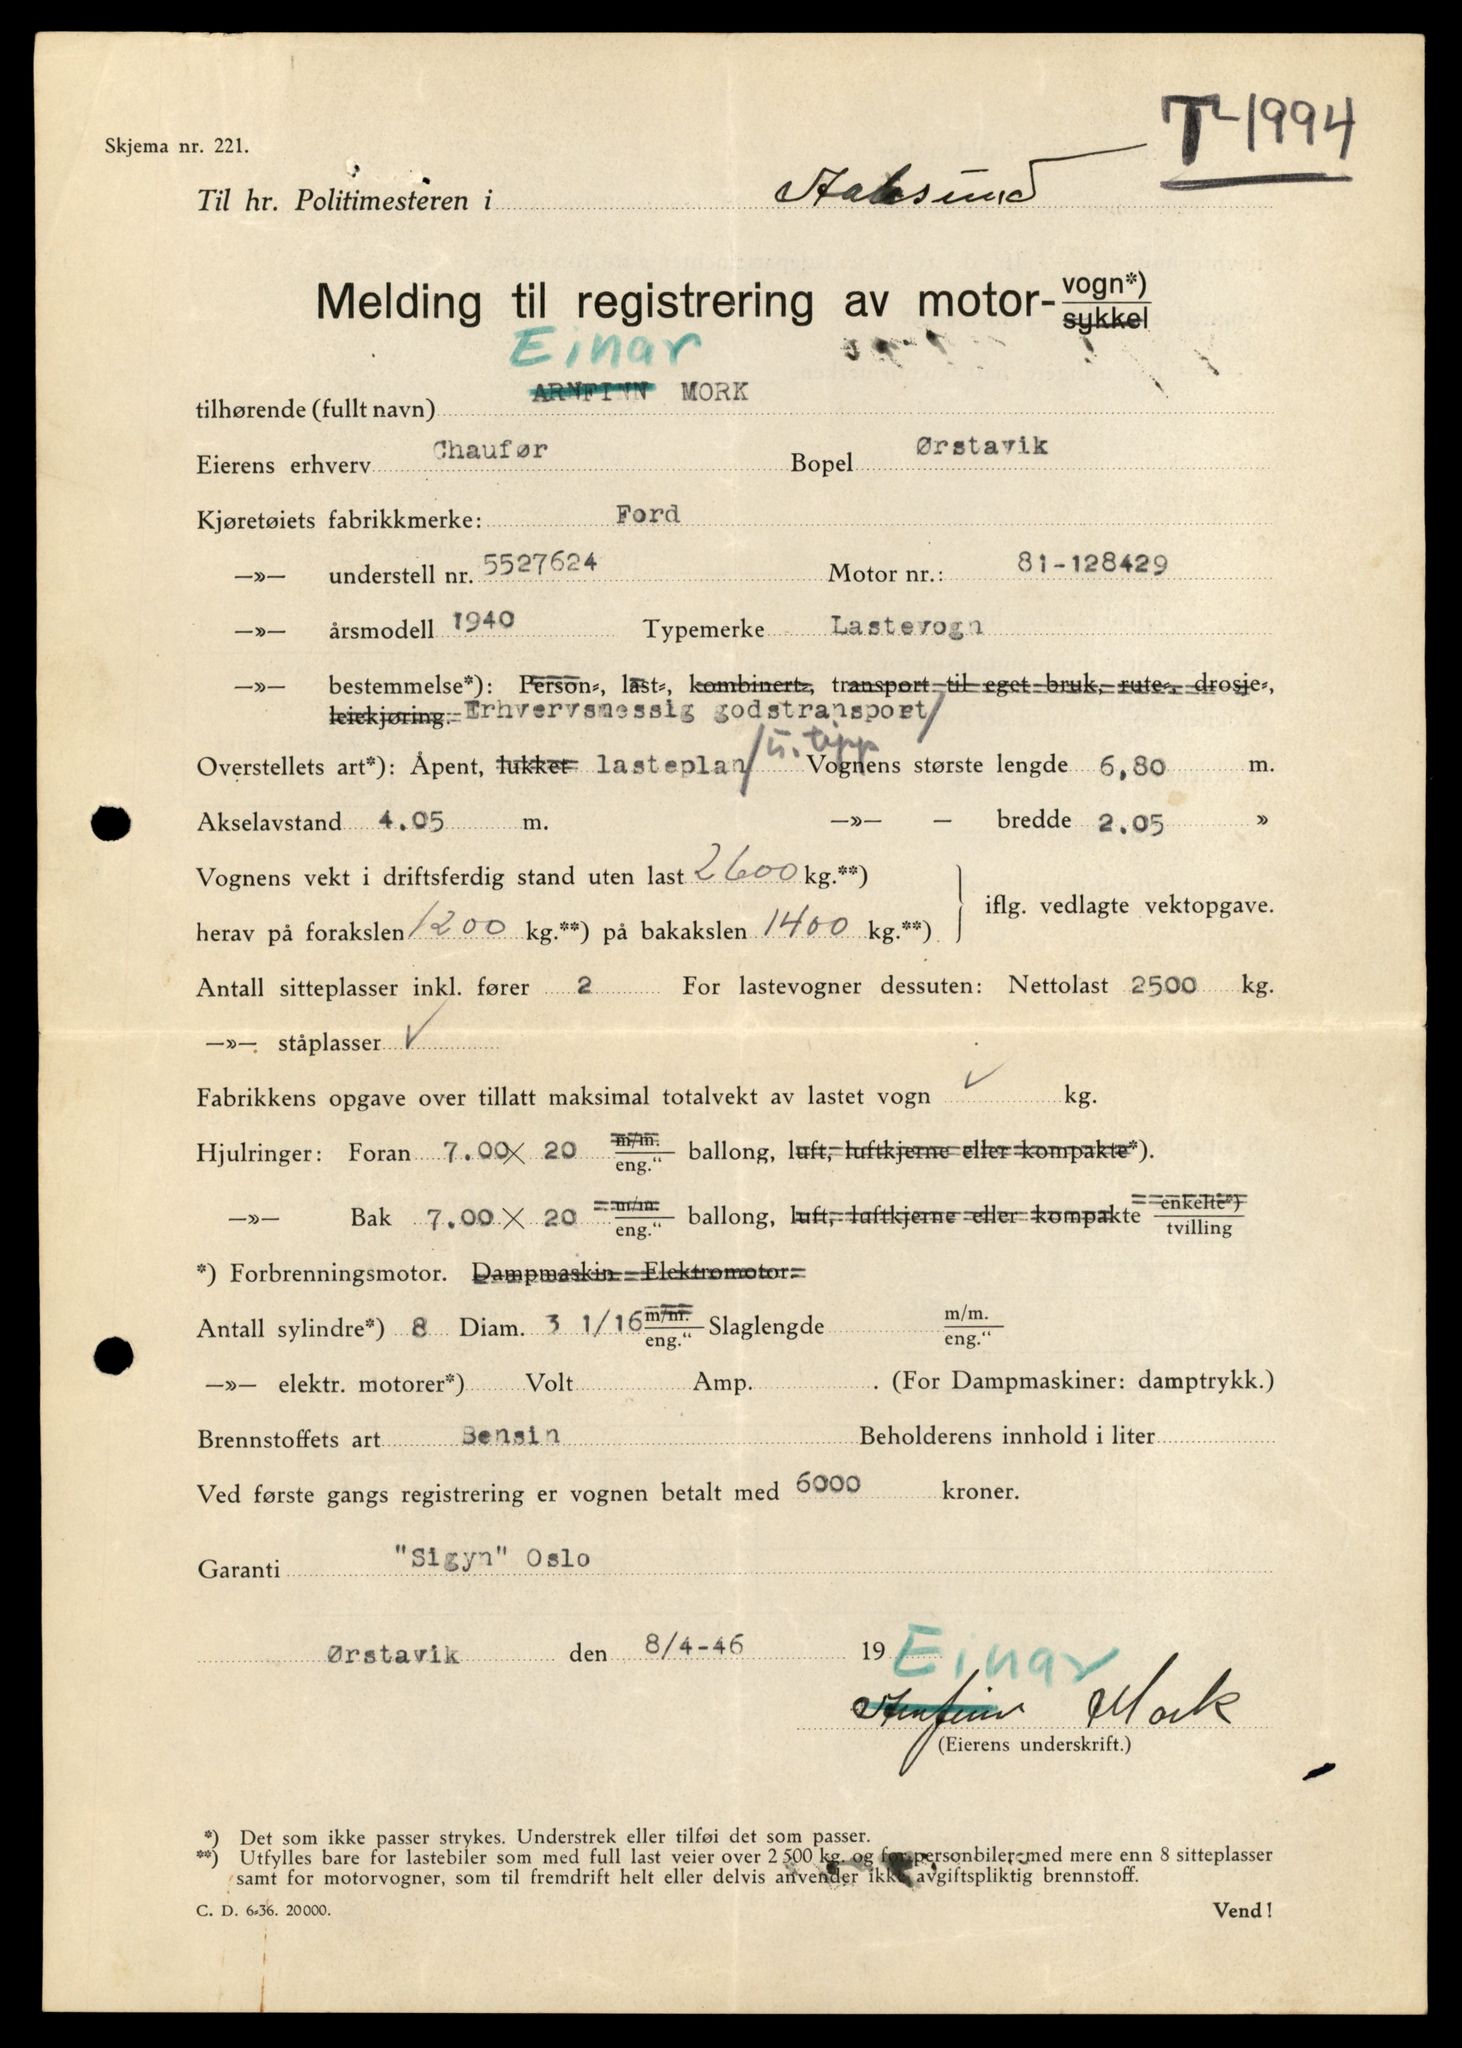 T-1994
Skjema nr. 221.
Til hr. Politimesteren i Aalesund
Melding til registrering av motor- vogn*)
sykkel
Einar
tilhørende (fullt navn) ARNFINN MORK
Eierens erhverv Chaufør Bopel Ørstavik
Kjøretøiets fabrikkmerke: Ford
—»— understell nr. 5527624 Motor nr.: 81-128429
—»— årsmodell 1940 Typemerke Lastevogn
—»— bestemmelse*): Person-, last-, kombinert-, transport til eget bruk, rute-, drosje-,
leiekjøring. Erhvervsmessig godstransport/
Overstellets art*): Åpent, lukket lasteplan/ u. tipp Vognens største lengde 6,80 m.
Akselavstand 4.05 m. —»— — bredde 2.05 »
Vognens vekt i driftsferdig stand uten last 2600 kg.**)
herav på forakslen 1200 kg.**) på bakakslen 1400 kg.**) } iflg. vedlagte vektopgave.
Antall sitteplasser inkl. fører 2 For lastevogner dessuten: Nettolast 2500 kg.
—»— ståplasser ✓
Fabrikkens opgave over tillatt maksimal totalvekt av lastet vogn ✓ kg.
Hjulringer: Foran 7.00 × 20 m/m. eng.“ ballong, luft, luftkjerne eller kompakte*).
—»— Bak 7.00 × 20 m/m. eng.“ ballong, luft, luftkjerne eller kompakte enkelte*) tvilling
*) Forbrenningsmotor. Dampmaskin Elektromotor.
Antall sylindre*) 8 Diam. 3 1/16 m/m. eng.“ Slaglengde m/m. eng.“
—»— elektr. motorer*) Volt Amp. . (For Dampmaskiner: damptrykk.)
Brennstoffets art Bensin Beholderens innhold i liter
Ved første gangs registrering er vognen betalt med 6000 kroner.
Garanti "Sigyn" Oslo
Ørstavik den 8/4-46 19
Einar
Arnfinn Mork
(Eierens underskrift.)
*) Det som ikke passer strykes. Understrek eller tilføi det som passer.
**) Utfylles bare for lastebiler som med full last veier over 2 500 kg. og for personbiler med mere enn 8 sitteplasser
samt for motorvogner, som til fremdrift helt eller delvis anvender ikke avgiftspliktig brennstoff.
C. D. 6-36. 20000. Vend!